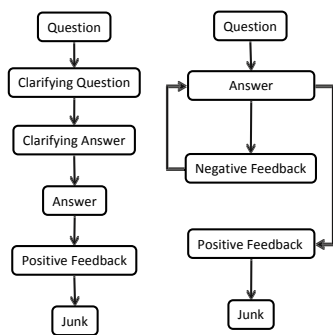 Question
Clarifying Question
Clarifying Answer
Answer
Positive Feedback
Junk
Question
Answer
Negative Feedback
Positive Feedback
Junk